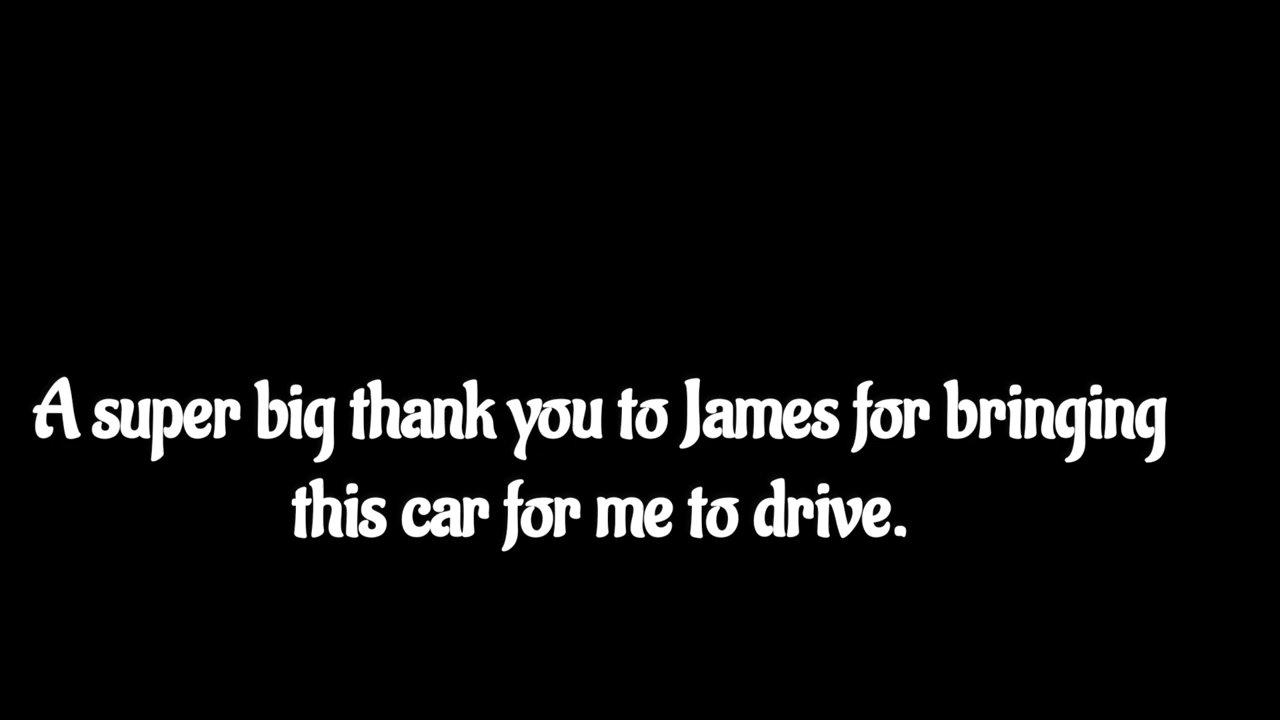 A super big thank you to James for bringing
this car for me to drive.